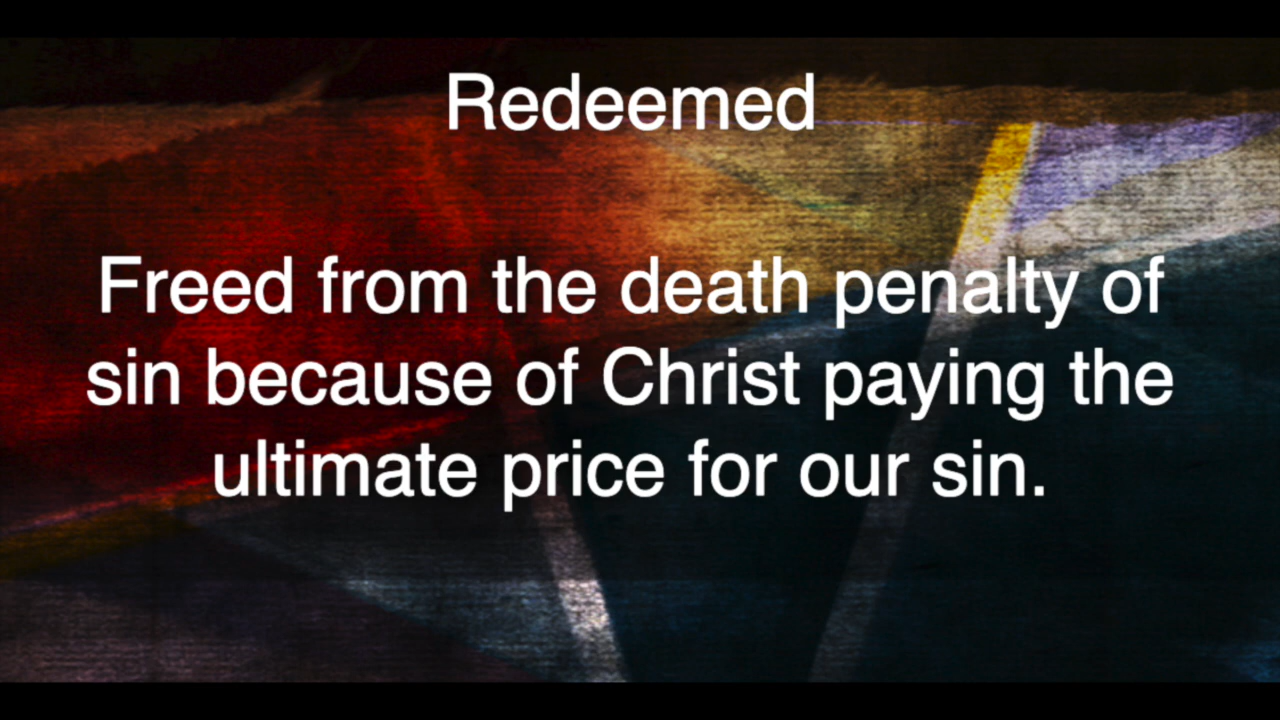 Redeemed
Freed from the death penalty of
sin because of Christ paying the
ultimate price for our sin.